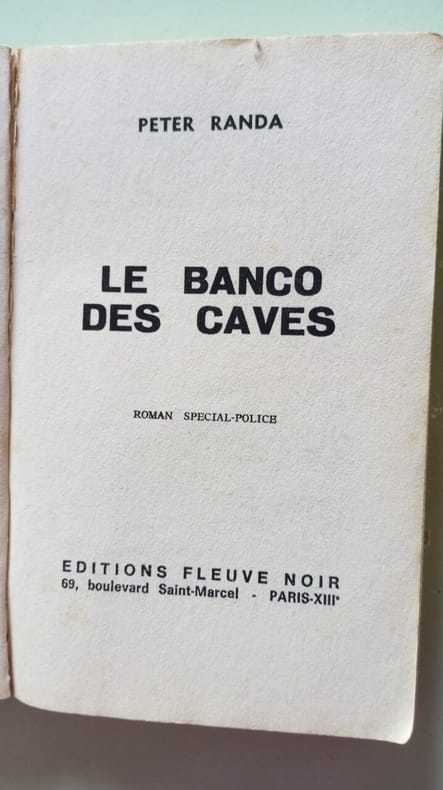 PETER RANDA
LE BANCO
DES CAVES
ROMAN SPECIAL-POLICE
EDITIONS FLEUVE NOIR
69, boulevard Saint-Marcel - PARIS-XIIIᵉ